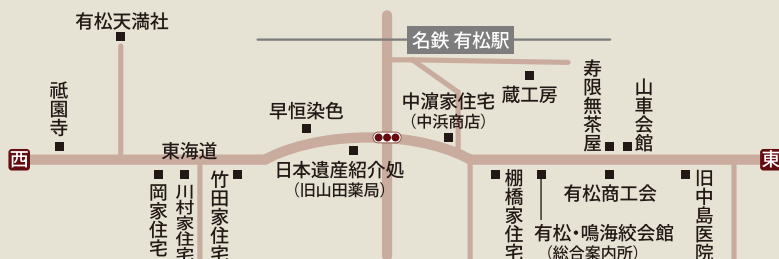 有松天満社
名鉄 有松駅
祗園寺
早恒染色
中濵家住宅
（中浜商店）
蔵工房
寿限無茶屋
山車会館
西
東海道
東
日本遺産紹介処
（旧山田薬局）
岡家住宅
川村家住宅
竹田家住宅
棚橋家住宅
有松商工会
旧中島医院
有松・鳴海絞会館
（総合案内所）